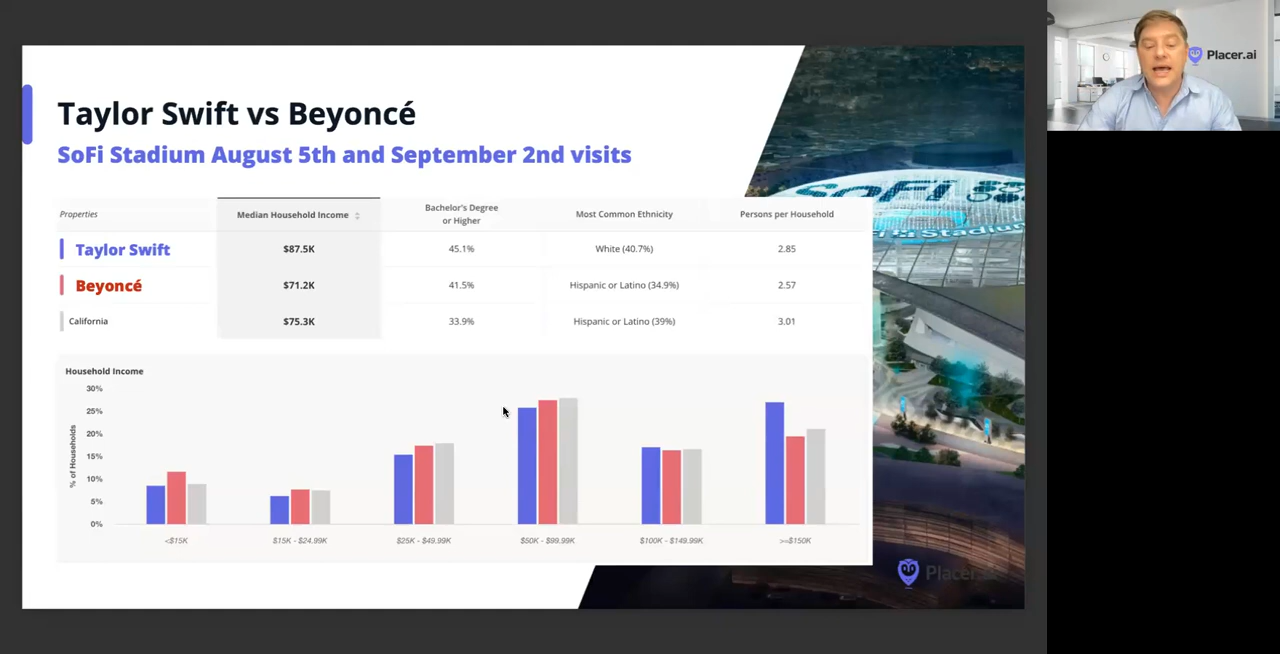 Taylor Swift vs Beyoncé
SoFi Stadium August 5th and September 2nd visits
Properties
Median Household Income
Bachelor's Degree
or Higher
Most Common Ethnicity
Persons per Household
Taylor Swift
$87.5K
45.1%
White (40.7%)
2.85
Beyoncé
$71.2K
41.5%
Hispanic or Latino (34.9%)
2.57
California
$75.3K
33.9%
Hispanic or Latino (39%)
3.01
Household Income
% of Households
30%
25%
20%
15%
10%
5%
0%
<$15K
$15K - $24.99K
$25K - $49.99K
$50K - $99.99K
$100K - $149.99K
>=$150K
SoFi
Stadium
Placer.ai
Placer.ai